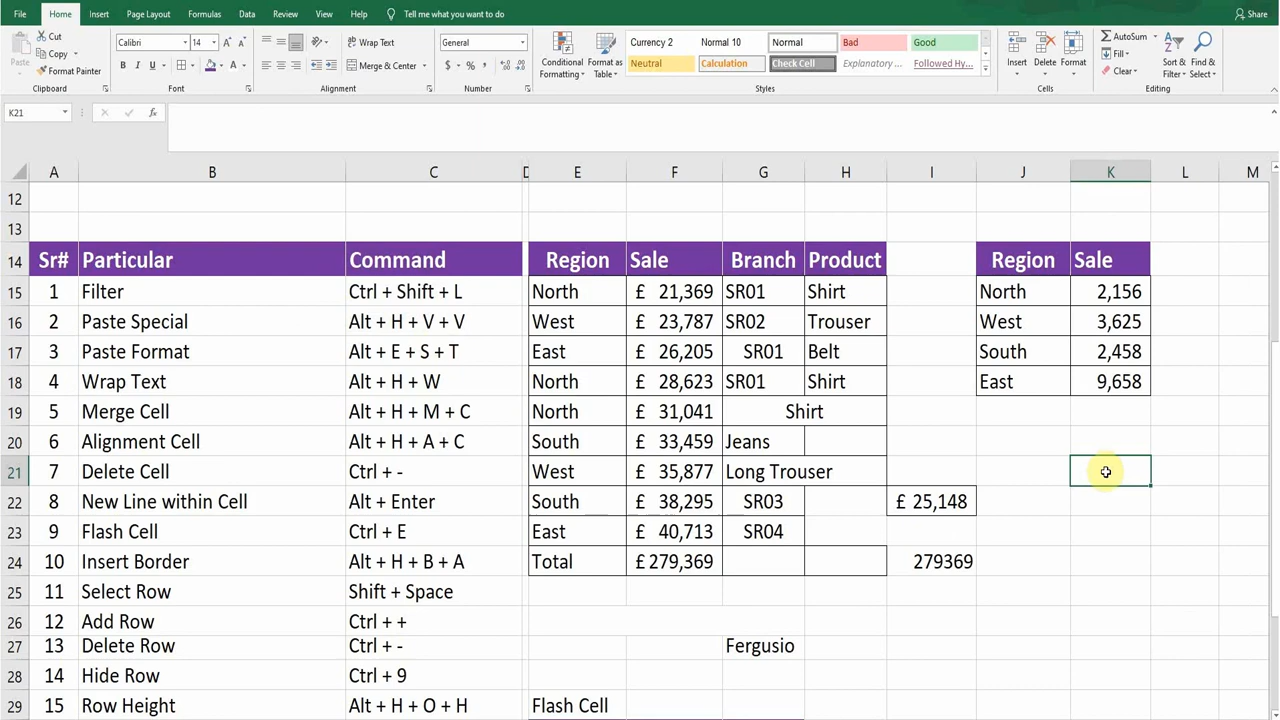 File Home Insert Page Layout Formulas Data Review View Help Tell me what you want to do Share
Cut
Copy
Format Painter
Paste
Clipboard
Calibri 14
B I U
Font
Wrap Text
Merge & Center
Alignment
General
Number
Conditional Formatting
Format as Table
Currency 2 Normal 10 Normal Bad Good
Neutral Calculation Check Cell Explanatory ... Followed Hy...
Styles
Insert Delete Format
Cells
AutoSum
Fill
Clear
Sort & Filter
Find & Select
Editing
K21 fx
A B C D E F G H I J K L M
12
13
14 Sr# Particular Command Region Sale Branch Product Region Sale
15 1 Filter Ctrl + Shift + L North £ 21,369 SR01 Shirt North 2,156
16 2 Paste Special Alt + H + V + V West £ 23,787 SR02 Trouser West 3,625
17 3 Paste Format Alt + E + S + T East £ 26,205 SR01 Belt South 2,458
18 4 Wrap Text Alt + H + W North £ 28,623 SR01 Shirt East 9,658
19 5 Merge Cell Alt + H + M + C North £ 31,041 Shirt
20 6 Alignment Cell Alt + H + A + C South £ 33,459 Jeans
21 7 Delete Cell Ctrl + - West £ 35,877 Long Trouser
22 8 New Line within Cell Alt + Enter South £ 38,295 SR03 £ 25,148
23 9 Flash Cell Ctrl + E East £ 40,713 SR04
24 10 Insert Border Alt + H + B + A Total £ 279,369 279369
25 11 Select Row Shift + Space
26 12 Add Row Ctrl + +
27 13 Delete Row Ctrl + - Fergusio
28 14 Hide Row Ctrl + 9
29 15 Row Height Alt + H + O + H Flash Cell